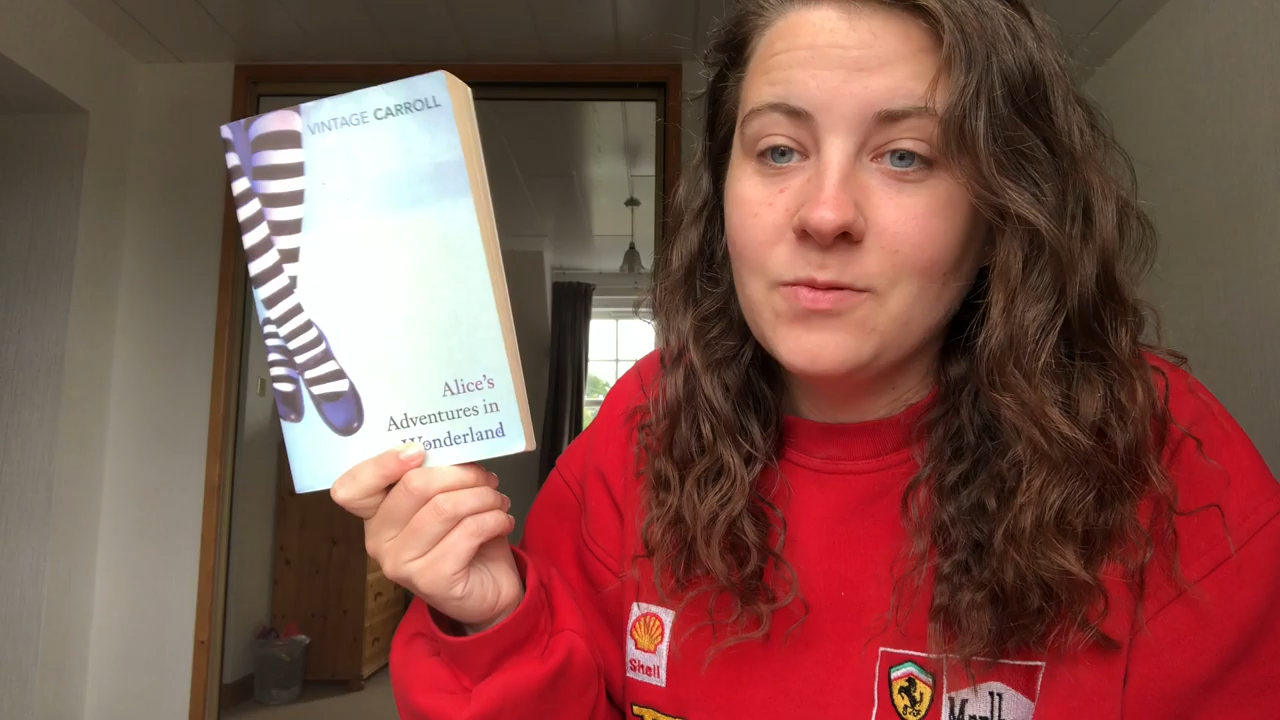 VINTAGE CARROLL
Alice's
Adventures in
Wonderland
Shell